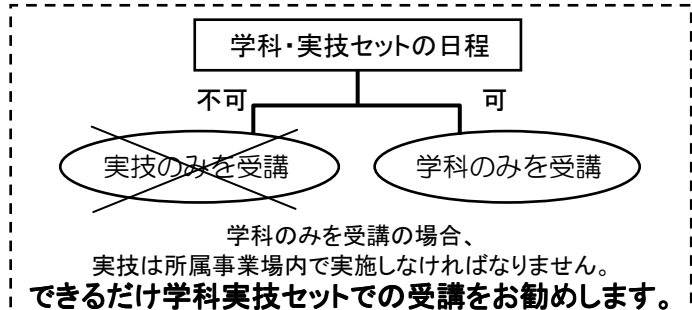 学科・実技セットの日程
不可
可
実技のみを受講
学科のみを受講
学科のみを受講の場合、
実技は所属事業場内で実施しなければなりません。
できるだけ学科実技セットでの受講をお勧めします。